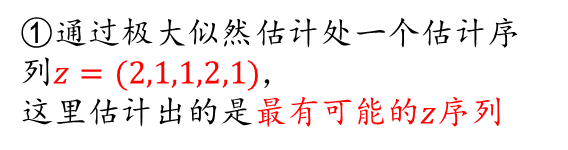 ①通过极大似然估计处一个估计序
列z = (2,1,1,2,1),
这里估计出的是最有可能的z序列